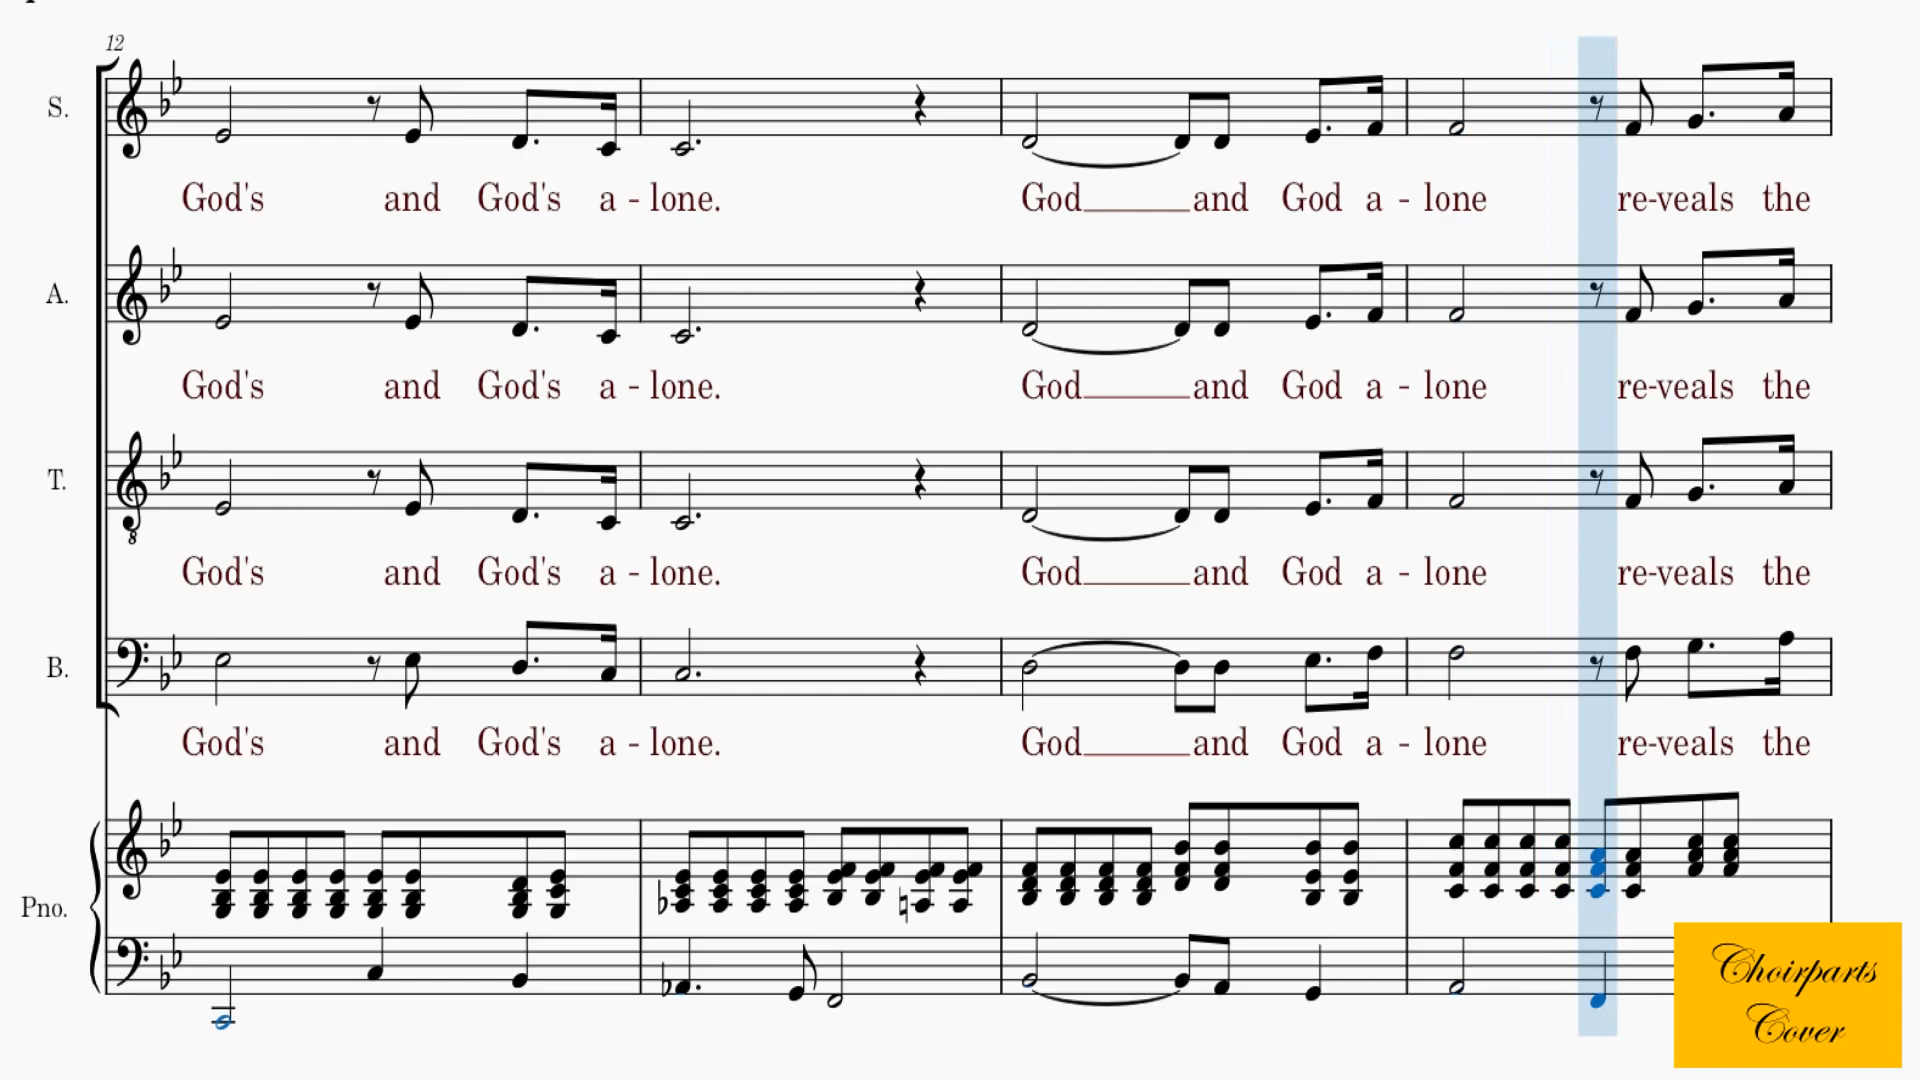 12
S.
God's and God's a - lone. God and God a - lone re-veals the
A.
God's and God's a - lone. God and God a - lone re-veals the
T.
God's and God's a - lone. God and God a - lone re-veals the
B.
God's and God's a - lone. God and God a - lone re-veals the
Pno.
Choirparts
Cover